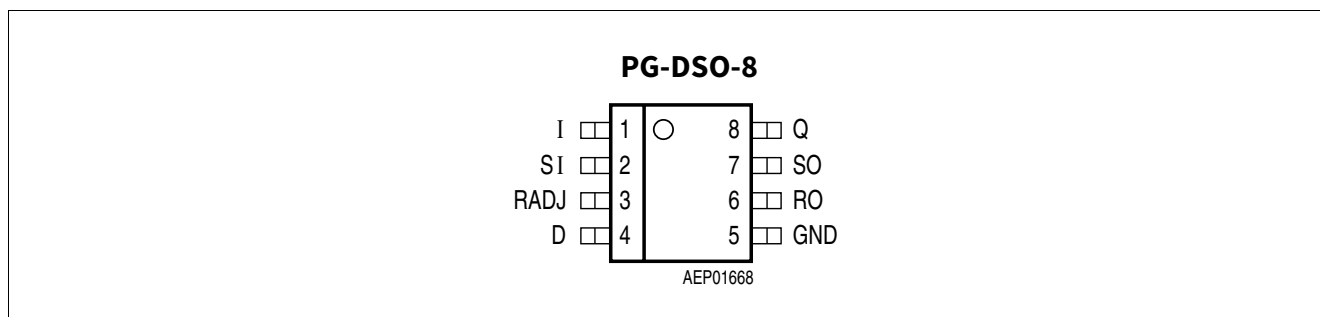 PG-DSO-8
I 1 8 Q
SI 2 7 SO
RADJ 3 6 RO
D 4 5 GND
AEP01668